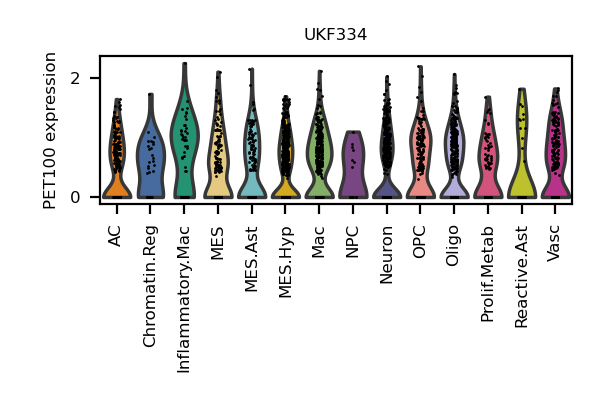 UKF334
PET100 expression
2
0
AC
Chromatin.Reg
Inflammatory.Mac
MES
MES.Ast
MES.Hyp
Mac
NPC
Neuron
OPC
Oligo
Prolif.Metab
Reactive.Ast
Vasc